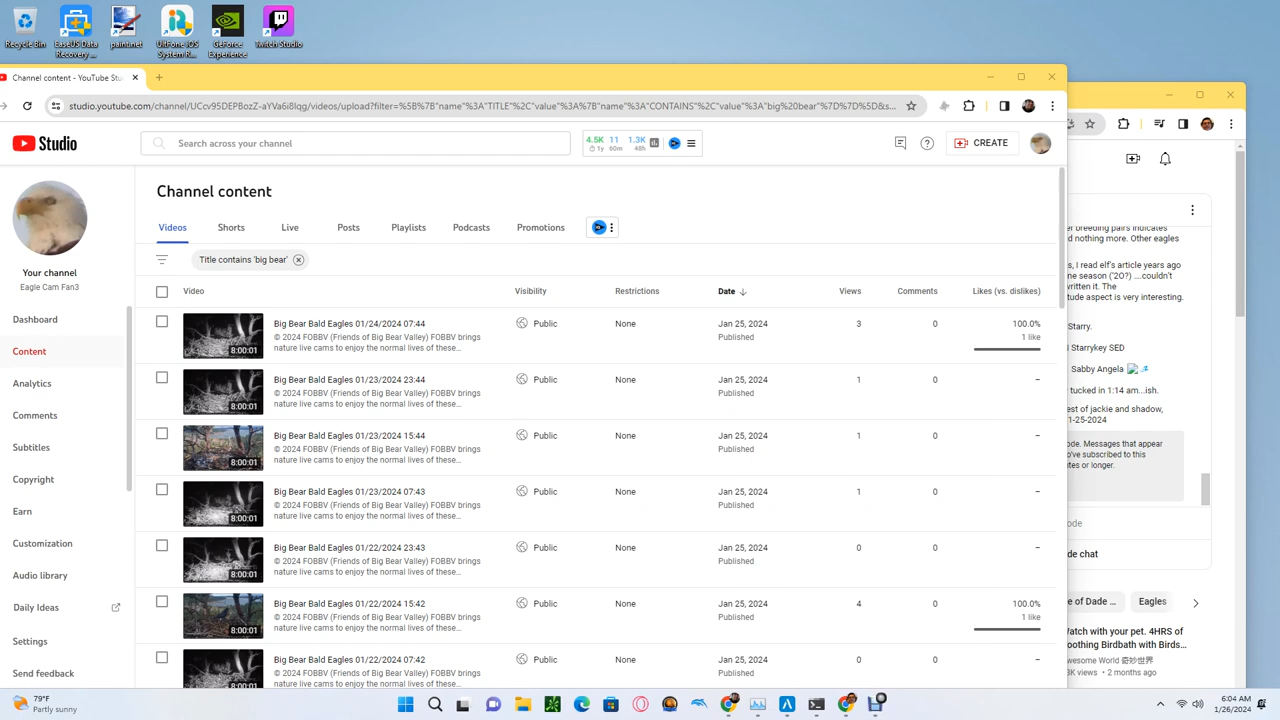 Recycle Bin
EaseUS Data Recovery ...
paint.net
UltFone iOS System R...
GeForce Experience
Twitch Studio
Channel content - YouTube Stu
studio.youtube.com/channel/UCcv95DEPBozZ-aYVa6i8lqg/videos/upload?filter=%5B%7B"name"%3A"TITLE"%2C"value"%3A%7B"name"%3A"CONTAINS"%2C"value"%3A"big%20bear"%7D%7D%5D&s...
Studio
Search across your channel
4.5K 11 1.3K
1y 60m 48h
CREATE
Channel content
Videos Shorts Live Posts Playlists Podcasts Promotions
Title contains 'big bear'
Your channel
Eagle Cam Fan3
Dashboard
Content
Analytics
Comments
Subtitles
Copyright
Earn
Customization
Audio library
Daily Ideas
Settings
Send feedback
Video Visibility Restrictions Date Views Comments Likes (vs. dislikes)
Big Bear Bald Eagles 01/24/2024 07:44 Public None Jan 25, 2024 3 0 100.0%
© 2024 FOBBV (Friends of Big Bear Valley) FOBBV brings Published 1 like
nature live cams to enjoy the normal lives of these...
8:00:01
Big Bear Bald Eagles 01/23/2024 23:44 Public None Jan 25, 2024 1 0 –
© 2024 FOBBV (Friends of Big Bear Valley) FOBBV brings Published
nature live cams to enjoy the normal lives of these...
8:00:01
Big Bear Bald Eagles 01/23/2024 15:44 Public None Jan 25, 2024 1 0 –
© 2024 FOBBV (Friends of Big Bear Valley) FOBBV brings Published
nature live cams to enjoy the normal lives of these...
8:00:01
Big Bear Bald Eagles 01/23/2024 07:43 Public None Jan 25, 2024 1 0 –
© 2024 FOBBV (Friends of Big Bear Valley) FOBBV brings Published
nature live cams to enjoy the normal lives of these...
8:00:01
Big Bear Bald Eagles 01/22/2024 23:43 Public None Jan 25, 2024 0 0 –
© 2024 FOBBV (Friends of Big Bear Valley) FOBBV brings Published
nature live cams to enjoy the normal lives of these...
8:00:01
Big Bear Bald Eagles 01/22/2024 15:42 Public None Jan 25, 2024 4 0 100.0%
© 2024 FOBBV (Friends of Big Bear Valley) FOBBV brings Published 1 like
nature live cams to enjoy the normal lives of these...
8:00:01
Big Bear Bald Eagles 01/22/2024 07:42 Public None Jan 25, 2024 0 0 –
© 2024 FOBBV (Friends of Big Bear Valley) FOBBV brings Published
8:00:01
er breeding pairs indicates
nd nothing more. Other eagles
s, I read elf's article years ago
ne season ('2O?) ....couldn't
written it. The
tude aspect is very interesting.
Starry.
Starrykey SED
Sabby Angela
tucked in 1:14 am...ish.
est of jackie and shadow,
1-25-2024
ode. Messages that appear
've subscribed to this
tes or longer.
ode
de chat
e of Dade ...
Eagles
Watch with your pet. 4HRS of
oothing Birdbath with Birds...
wesome World 奇妙世界
3K views • 2 months ago
79°F
Partly sunny
6:04 AM
1/26/2024